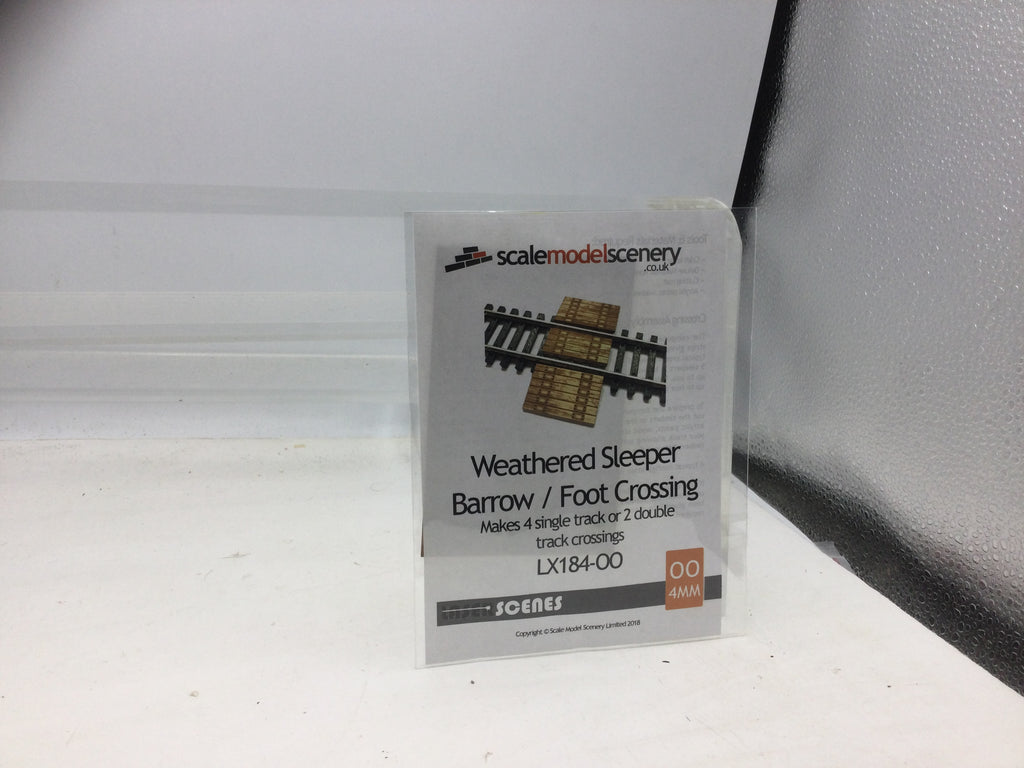 scalemodelscenery
.co.uk
Weathered Sleeper
Barrow / Foot Crossing
Makes 4 single track or 2 double
track crossings
LX184-OO
LASER SCENES
OO
4MM
Copyright © Scale Model Scenery Limited 2018